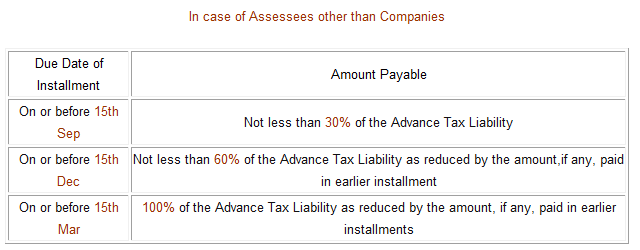 In case of Assessees other than Companies
Due Date of
Installment
Amount Payable
On or before 15th
Sep
Not less than 30% of the Advance Tax Liability
On or before 15th
Dec
Not less than 60% of the Advance Tax Liability as reduced by the amount,if any, paid
in earlier installment
On or before 15th
Mar
100% of the Advance Tax Liability as reduced by the amount, if any, paid in earlier
installments